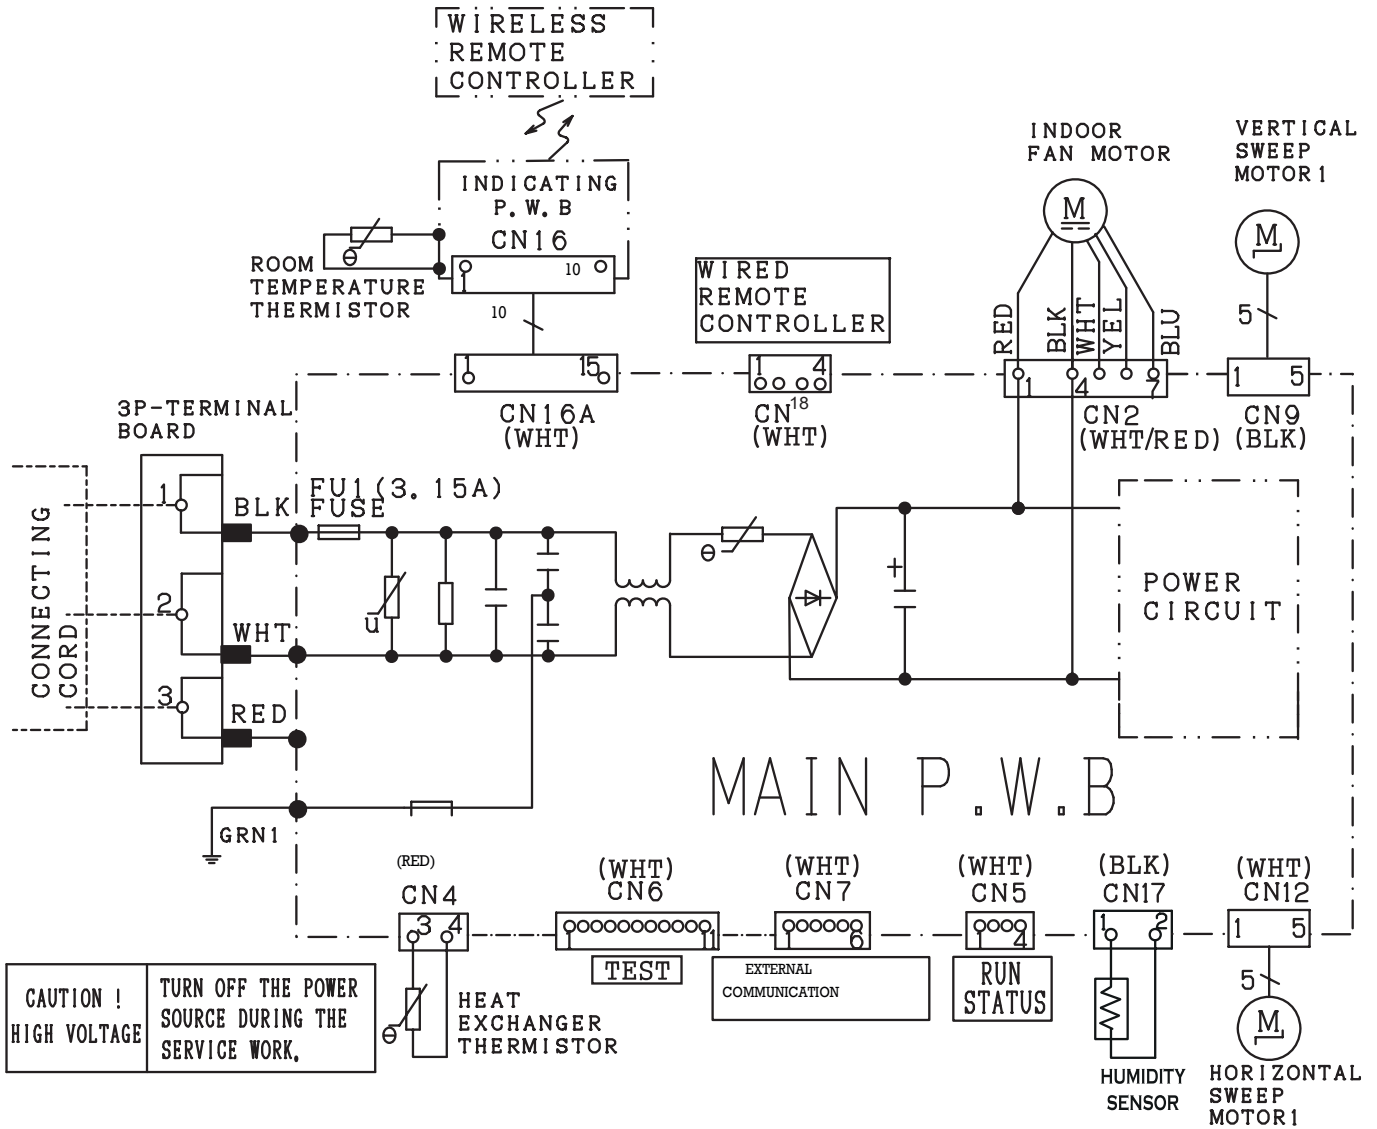 WIRELESS
REMOTE
CONTROLLER
INDICATING
P.W.B
CN16
1 10
ROOM
TEMPERATURE
THERMISTOR
θ
10
1 15
CN16A
(WHT)
WIRED
REMOTE
CONTROLLER
1 4
CN18
(WHT)
INDOOR
FAN MOTOR
M
RED
BLK
WHT
YEL
BLU
1 4 7
CN2
(WHT/RED)
VERTICAL
SWEEP
MOTOR1
M
5
1 5
CN9
(BLK)
3P-TERMINAL
BOARD
CONNECTING
CORD
1
2
3
BLK
WHT
RED
FU1(3.15A)
FUSE
u
θ
+
POWER
CIRCUIT
MAIN P.W.B
GRN1
(RED)
CN4
3 4
θ
HEAT
EXCHANGER
THERMISTOR
(WHT)
CN6
1 11
TEST
(WHT)
CN7
1 6
EXTERNAL
COMMUNICATION
(WHT)
CN5
1 4
RUN
STATUS
(BLK)
CN17
1 2
HUMIDITY
SENSOR
(WHT)
CN12
1 5
5
M
HORIZONTAL
SWEEP
MOTOR1
CAUTION !
HIGH VOLTAGE
TURN OFF THE POWER
SOURCE DURING THE
SERVICE WORK.